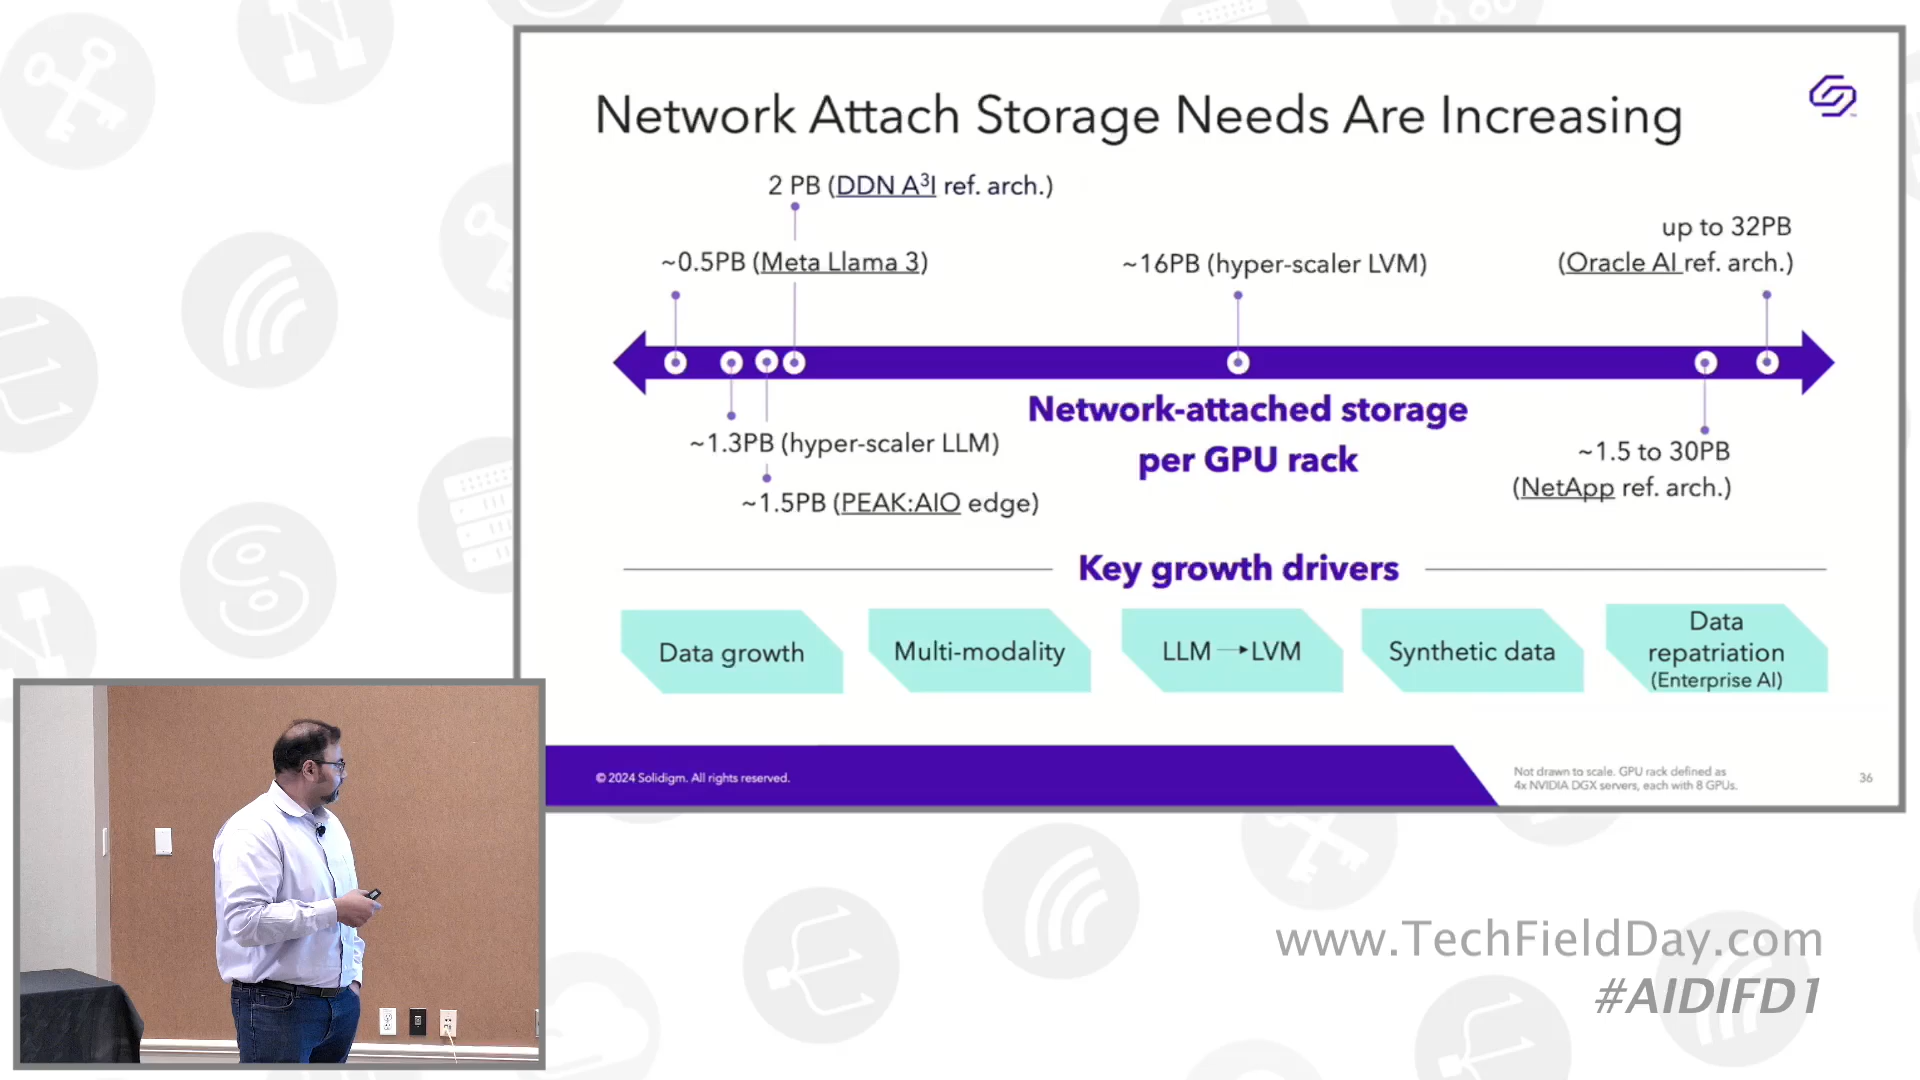 Network Attach Storage Needs Are Increasing
2 PB (DDN A³I ref. arch.)
~0.5PB (Meta Llama 3)
~16PB (hyper-scaler LVM)
up to 32PB
(Oracle AI ref. arch.)
Network-attached storage
per GPU rack
~1.3PB (hyper-scaler LLM)
~1.5PB (PEAK:AIO edge)
~1.5 to 30PB
(NetApp ref. arch.)
Key growth drivers
Data growth
Multi-modality
LLM → LVM
Synthetic data
Data
repatriation
(Enterprise AI)
© 2024 Solidigm. All rights reserved.
Not drawn to scale. GPU rack defined as
4x NVIDIA DGX servers, each with 8 GPUs.
36
www.TechFieldDay.com
#AIDIFD1